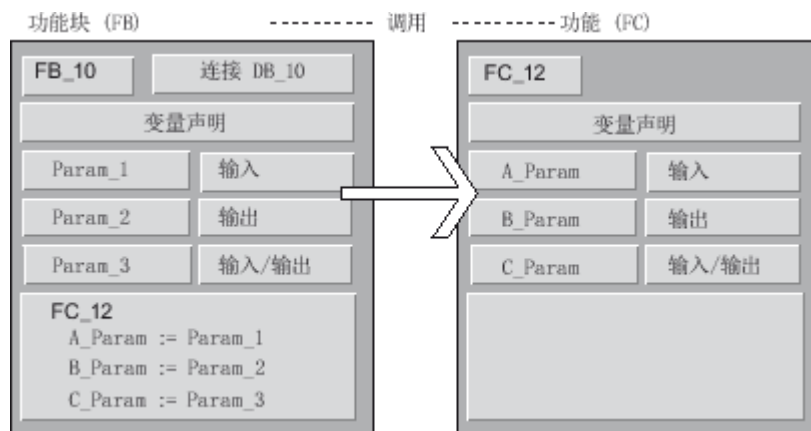 功能块 (FB) ---------- 调用 ----------功能 (FC)
FB_10
连接 DB_10
变量声明
Param_1 输入
Param_2 输出
Param_3 输入/输出
FC_12
A_Param := Param_1
B_Param := Param_2
C_Param := Param_3
FC_12
变量声明
A_Param 输入
B_Param 输出
C_Param 输入/输出